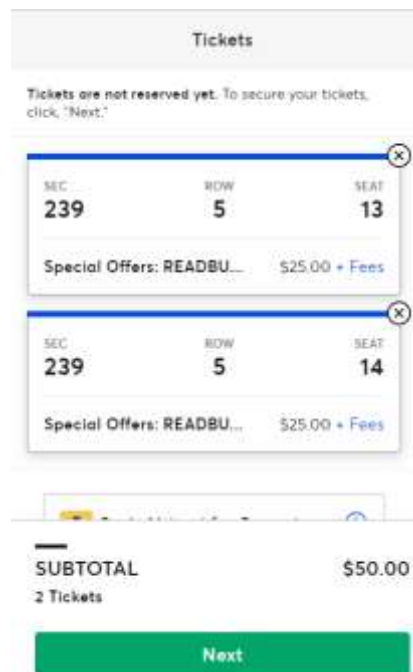 Tickets
Tickets are not reserved yet. To secure your tickets,
click, "Next."
SEC ROW SEAT
239 5 13
Special Offers: READBU... $25.00 + Fees
SEC ROW SEAT
239 5 14
Special Offers: READBU... $25.00 + Fees
SUBTOTAL $50.00
2 Tickets
Next